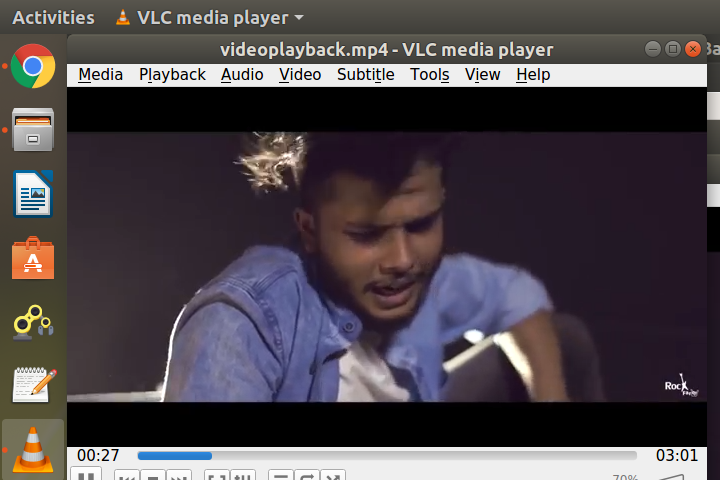 Activities VLC media player
videoplayback.mp4 - VLC media player
Media Playback Audio Video Subtitle Tools View Help
Rock
00:27 03:01
70%